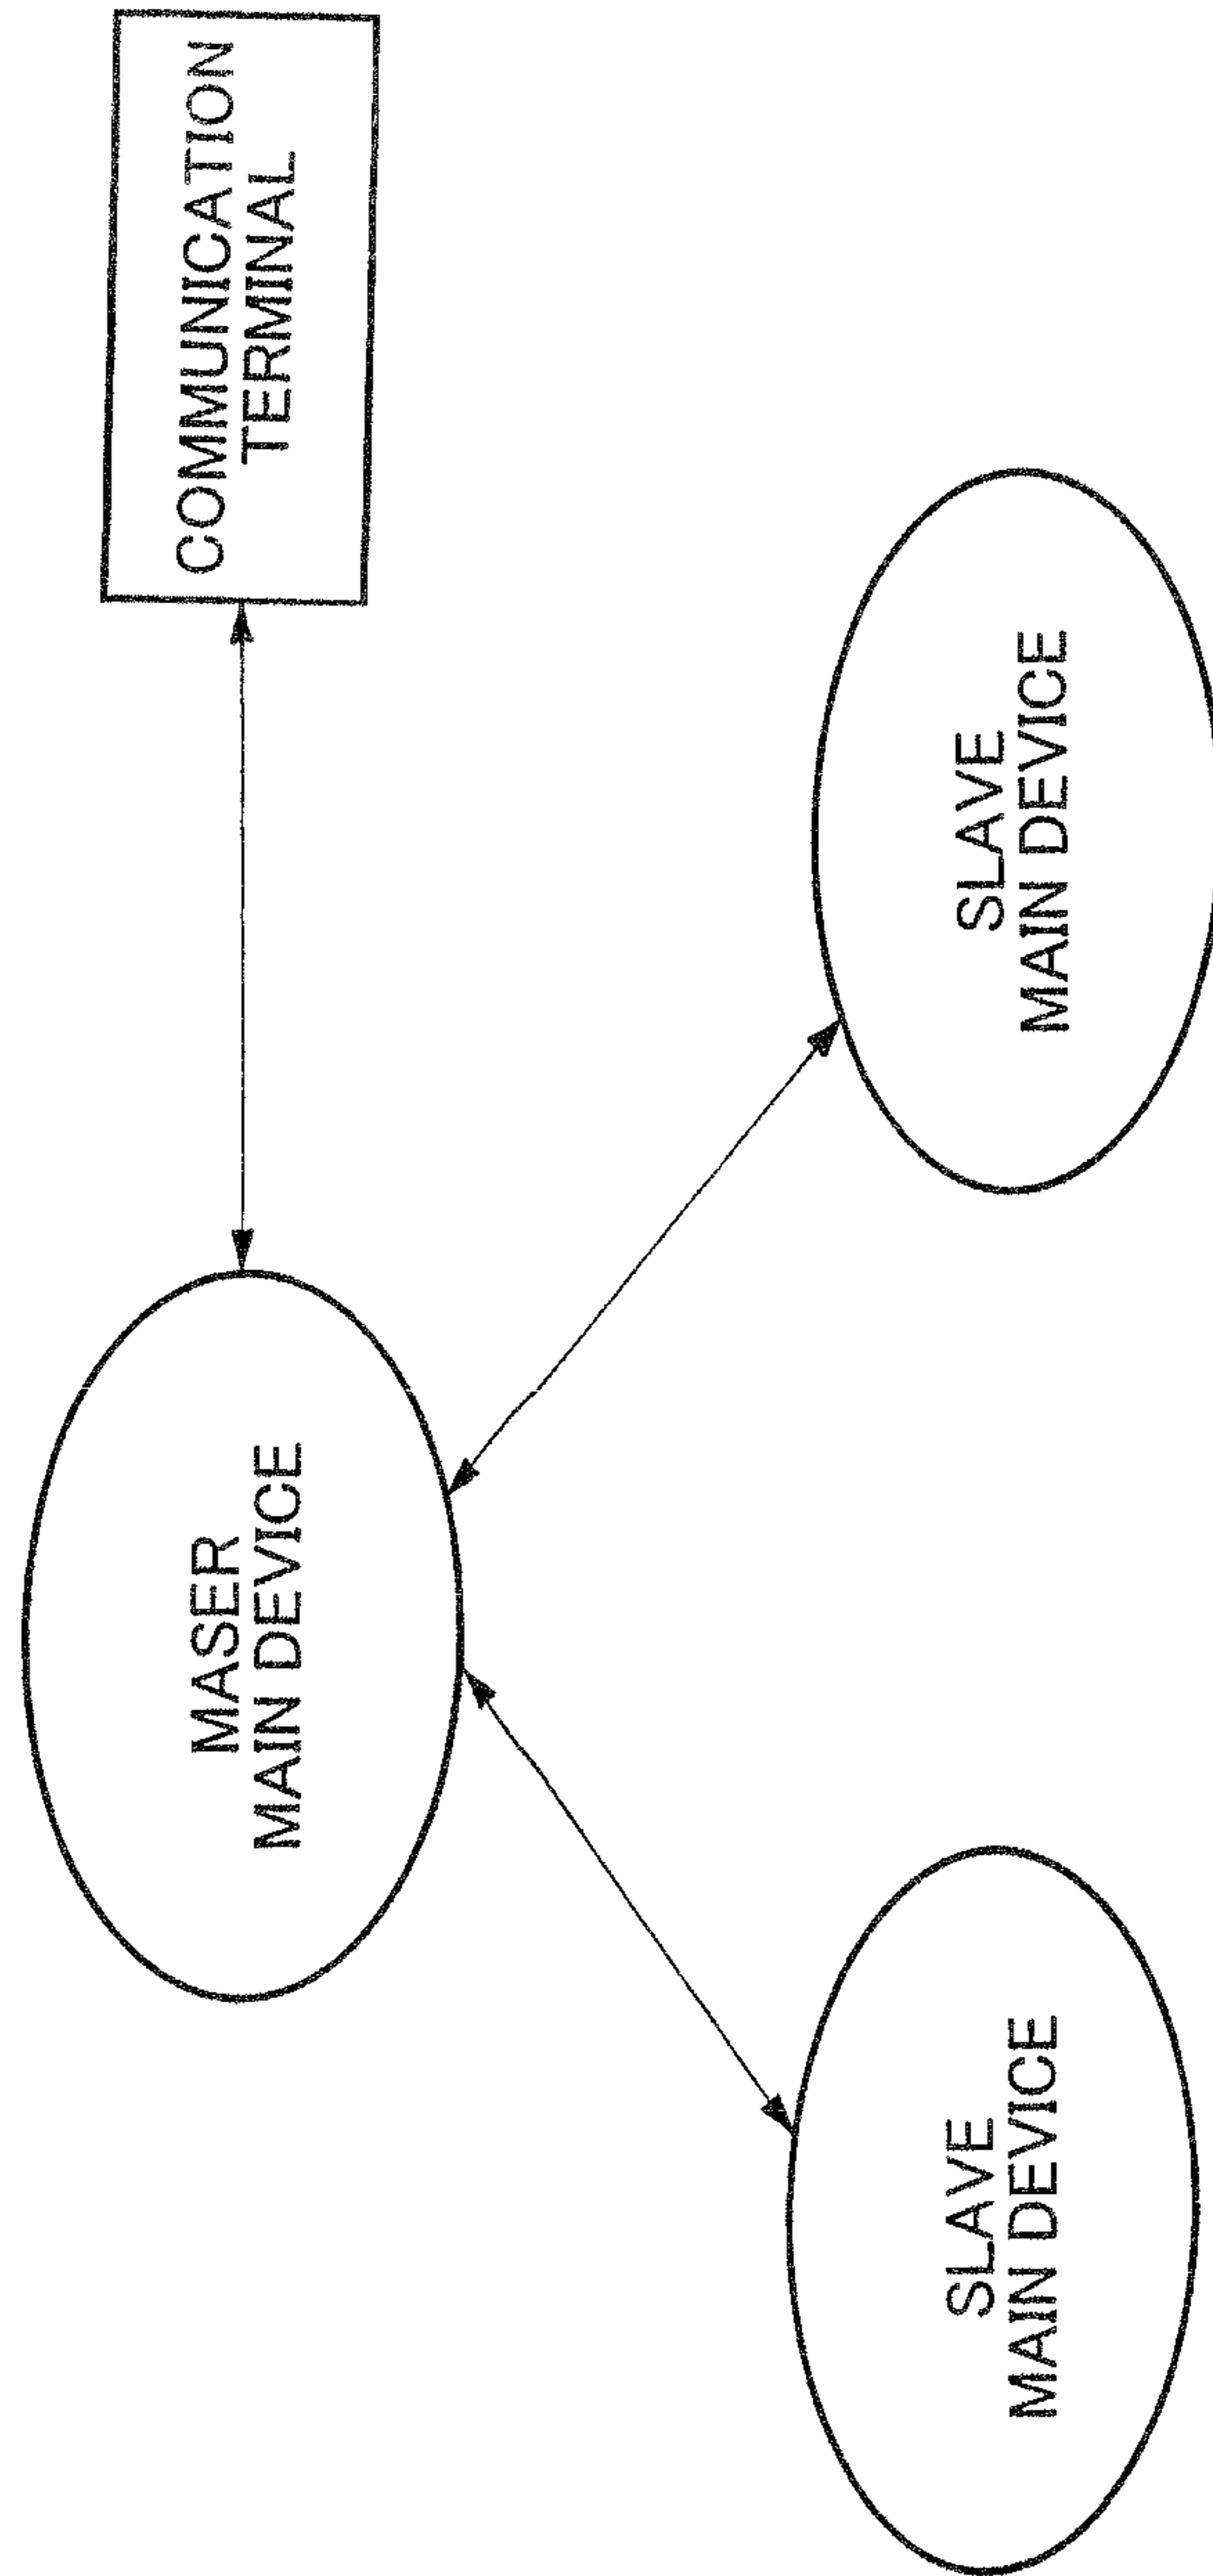 MASER
MAIN DEVICE
COMMUNICATION
TERMINAL
SLAVE
MAIN DEVICE
SLAVE
MAIN DEVICE